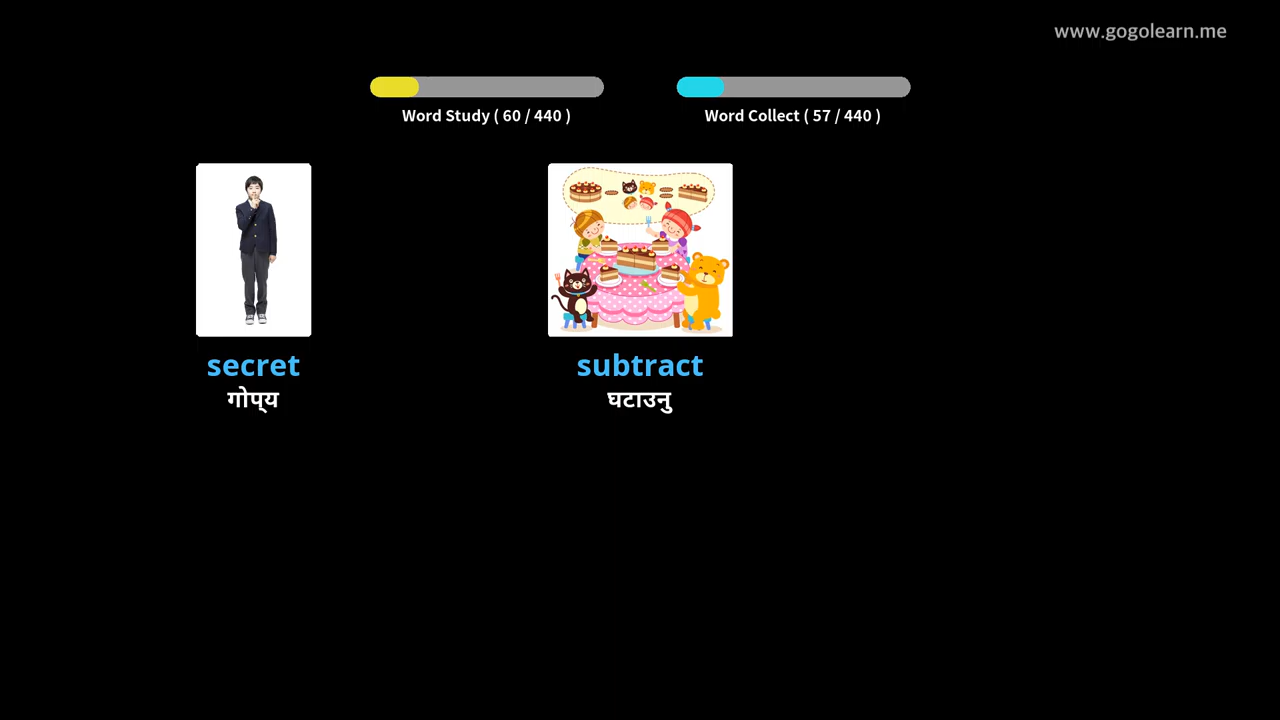 www.gogolearn.me
Word Study ( 60 / 440 )
Word Collect ( 57 / 440 )
secret
गोप्य
subtract
घटाउनु